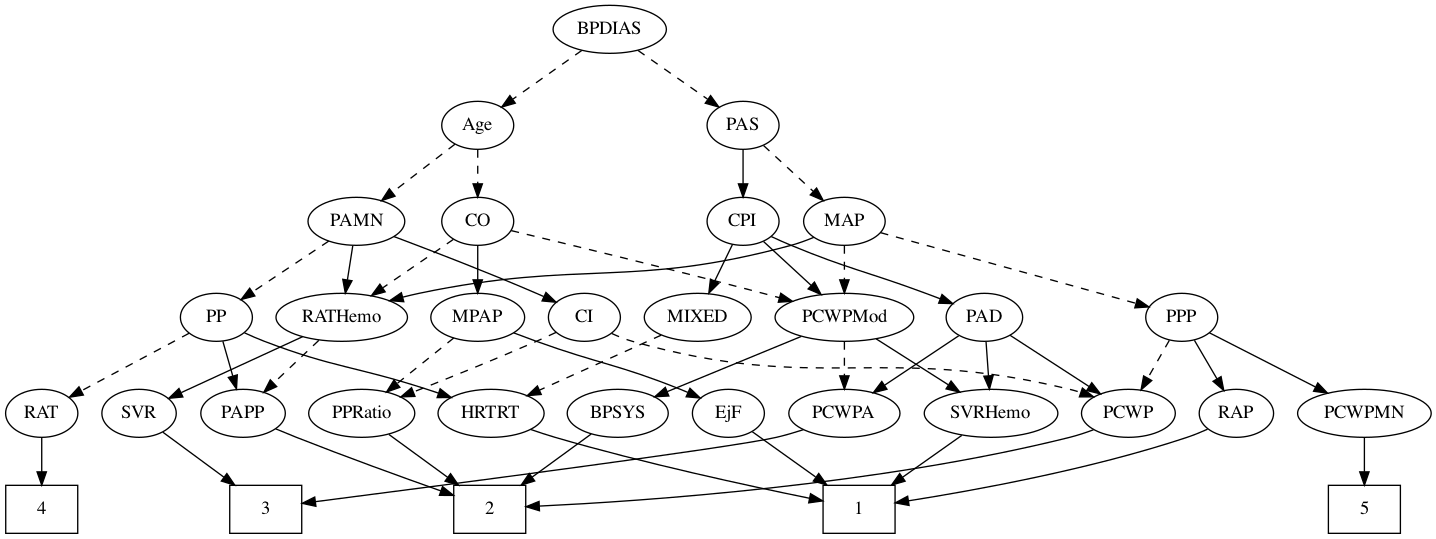 BPDIAS
Age
PAS
PAMN
CO
CPI
MAP
PP
RATHemo
MPAP
CI
MIXED
PCWPMod
PAD
PPP
RAT
SVR
PAPP
PPRatio
HRTRT
BPSYS
EjF
PCWPA
SVRHemo
PCWP
RAP
PCWPMN
4
3
2
1
5